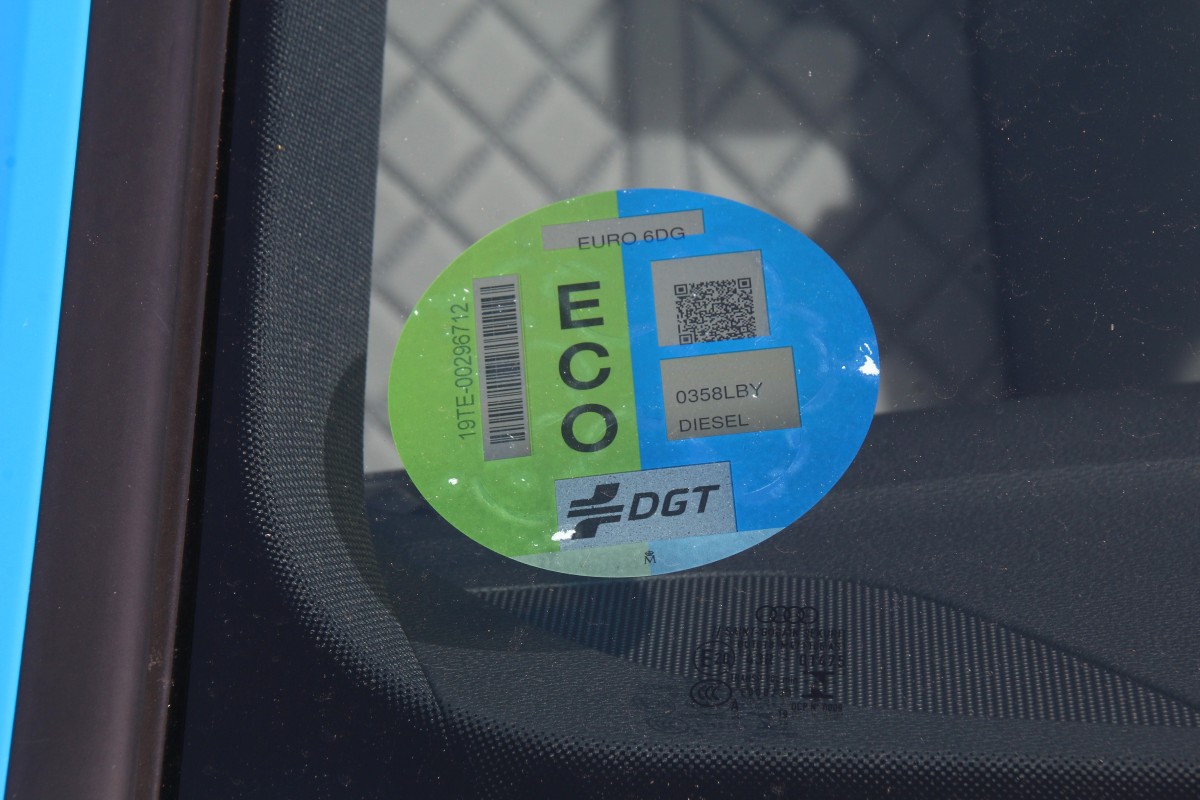 EURO 6DG
19TE-00296712
ECO
0358LBY
DIESEL
DGT
M